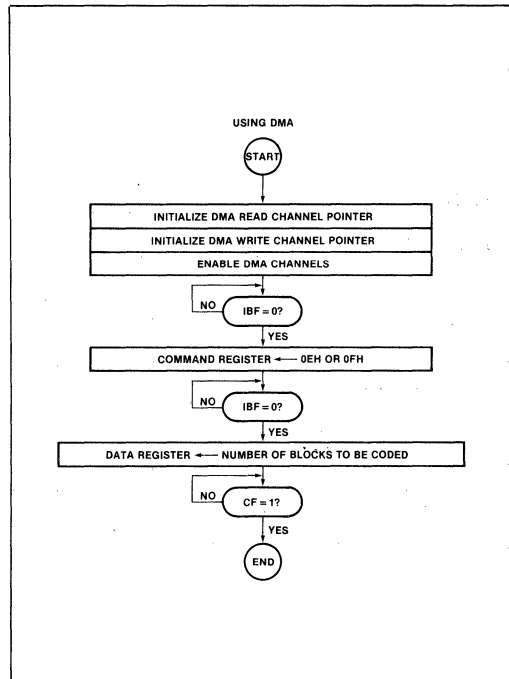 USING DMA
START
INITIALIZE DMA READ CHANNEL POINTER
INITIALIZE DMA WRITE CHANNEL POINTER
ENABLE DMA CHANNELS
NO
IBF = 0?
YES
COMMAND REGISTER ← 0EH OR 0FH
NO
IBF = 0?
YES
DATA REGISTER ← NUMBER OF BLOCKS TO BE CODED
NO
CF = 1?
YES
END